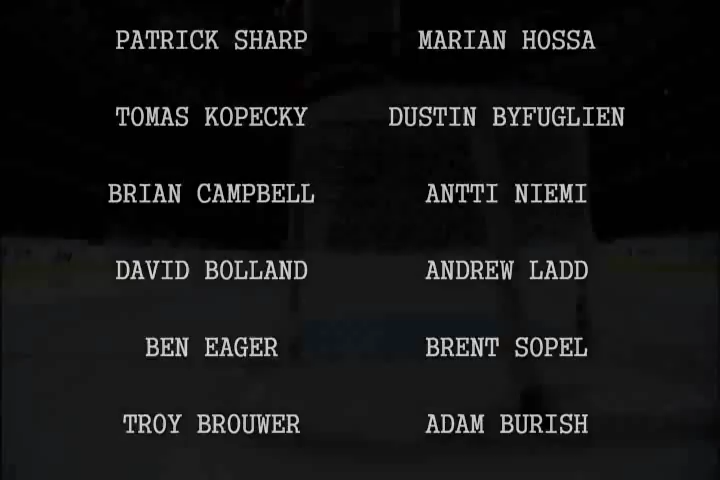 PATRICK SHARP MARIAN HOSSA
TOMAS KOPECKY DUSTIN BYFUGLIEN
BRIAN CAMPBELL ANTTI NIEMI
DAVID BOLLAND ANDREW LADD
BEN EAGER BRENT SOPEL
TROY BROUWER ADAM BURISH